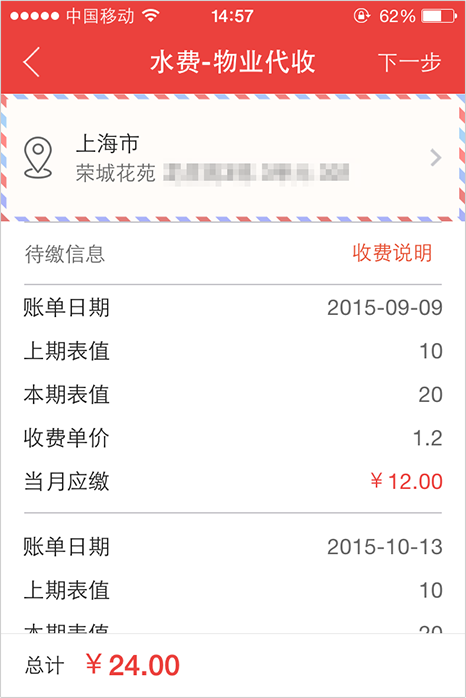 中国移动 14:57 62%
水费-物业代收 下一步
上海市
荣城花苑
待缴信息 收费说明
账单日期 2015-09-09
上期表值 10
本期表值 20
收费单价 1.2
当月应缴 ￥12.00
账单日期 2015-10-13
上期表值 10
本期表值 20
总计 ￥24.00